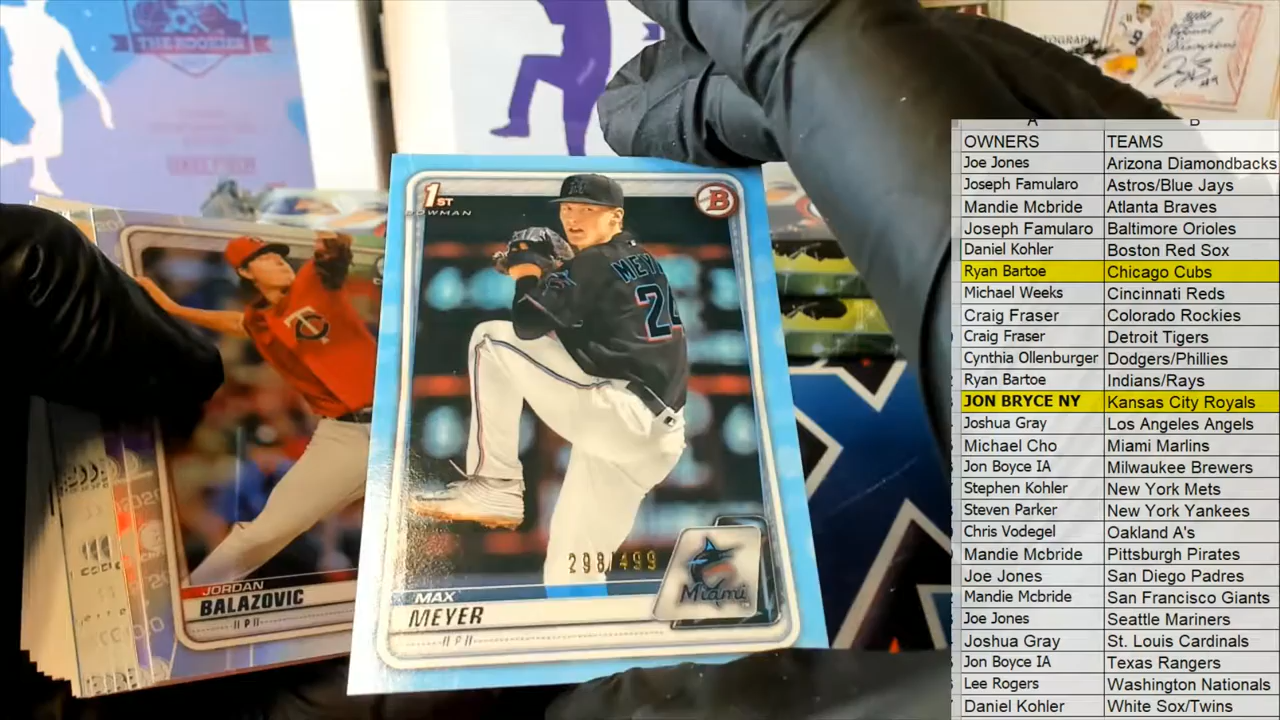 THE ROOKIES
1ST
BOWMAN
B
MEYE
24
298/499
Miami
MAX
MEYER
P
TC
JORDAN
BALAZOVIC
P
A B
OWNERS TEAMS
Joe Jones Arizona Diamondbacks
Joseph Famularo Astros/Blue Jays
Mandie Mcbride Atlanta Braves
Joseph Famularo Baltimore Orioles
Daniel Kohler Boston Red Sox
Ryan Bartoe Chicago Cubs
Michael Weeks Cincinnati Reds
Craig Fraser Colorado Rockies
Craig Fraser Detroit Tigers
Cynthia Ollenburger Dodgers/Phillies
Ryan Bartoe Indians/Rays
JON BRYCE NY Kansas City Royals
Joshua Gray Los Angeles Angels
Michael Cho Miami Marlins
Jon Boyce IA Milwaukee Brewers
Stephen Kohler New York Mets
Steven Parker New York Yankees
Chris Vodegel Oakland A's
Mandie Mcbride Pittsburgh Pirates
Joe Jones San Diego Padres
Mandie Mcbride San Francisco Giants
Joe Jones Seattle Mariners
Joshua Gray St. Louis Cardinals
Jon Boyce IA Texas Rangers
Lee Rogers Washington Nationals
Daniel Kohler White Sox/Twins